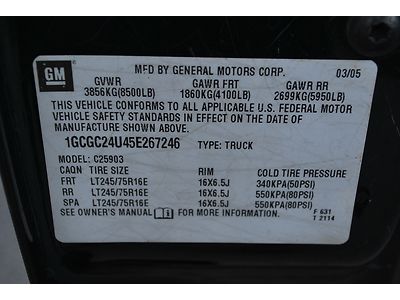 GM
MFD BY GENERAL MOTORS CORP. 03/05
GVWR GAWR FRT GAWR RR
3856KG(8500LB) 1860KG(4100LB) 2699KG(5950LB)
THIS VEHICLE CONFORMS TO ALL APPLICABLE U.S. FEDERAL MOTOR
VEHICLE SAFETY STANDARDS IN EFFECT ON THE DATE OF
MANUFACTURE SHOWN ABOVE.
1GCGC24U45E267246 TYPE: TRUCK
MODEL: C25903
CAQN TIRE SIZE RIM COLD TIRE PRESSURE
FRT LT245/75R16E 16X6.5J 340KPA(50PSI)
RR LT245/75R16E 16X6.5J 550KPA(80PSI)
SPA LT245/75R16E 16X6.5J 550KPA(80PSI)
SEE OWNER'S MANUAL FOR MORE INFORMATION F 631
T 2114